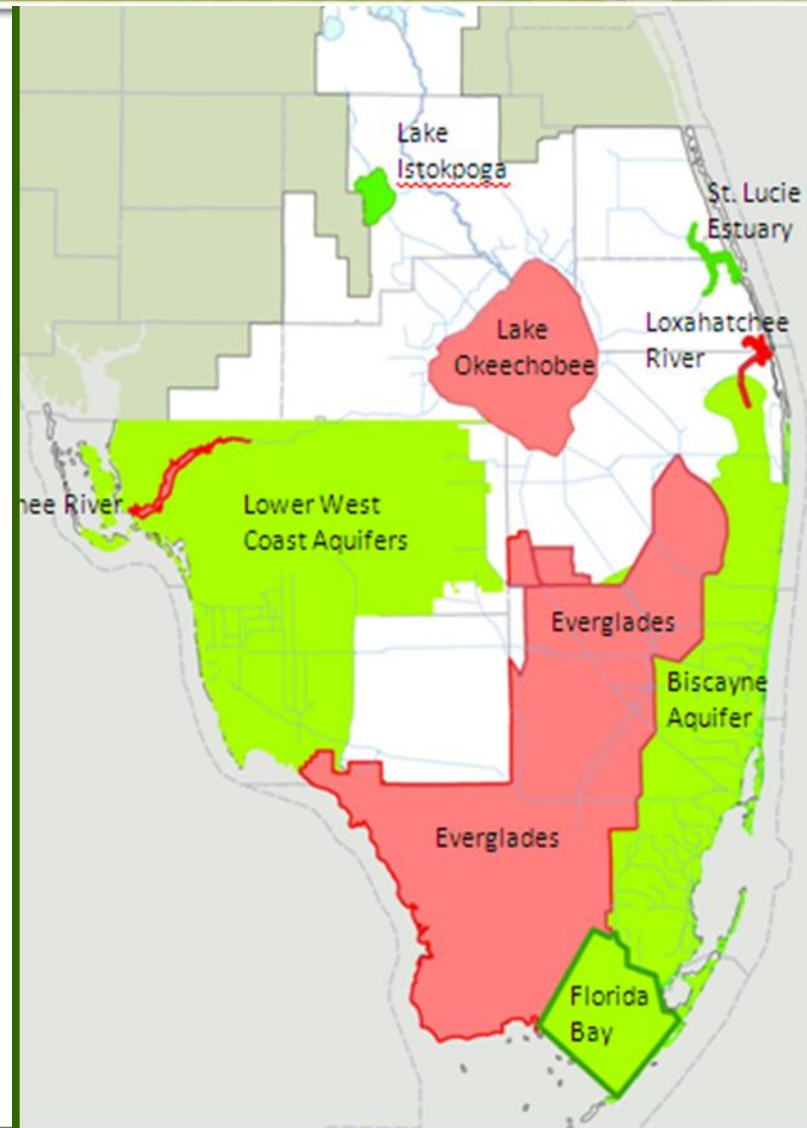 Lake
Istokpoga
St. Lucie
Estuary
Lake
Okeechobee
Loxahatchee
River
River
Lower West
Coast Aquifers
Everglades
Biscayne
Aquifer
Everglades
Florida
Bay